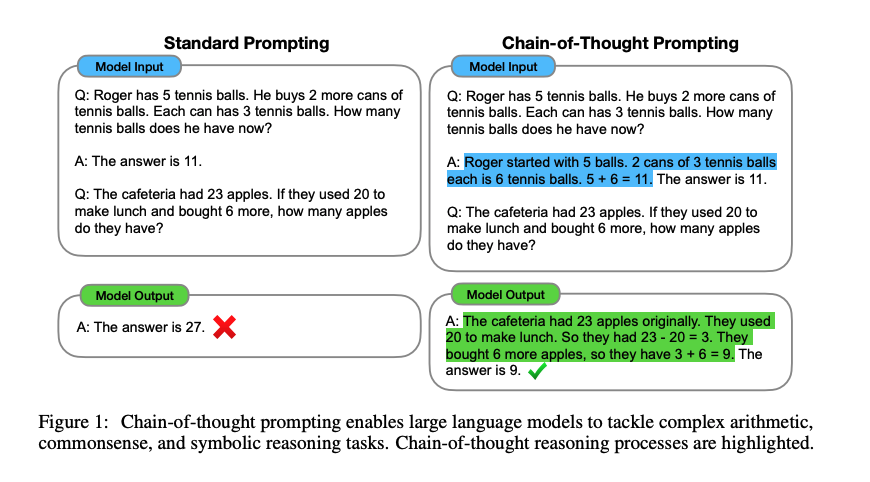 Standard Prompting
Model Input
Q: Roger has 5 tennis balls. He buys 2 more cans of
tennis balls. Each can has 3 tennis balls. How many
tennis balls does he have now?
A: The answer is 11.
Q: The cafeteria had 23 apples. If they used 20 to
make lunch and bought 6 more, how many apples
do they have?
Model Output
A: The answer is 27.
Chain-of-Thought Prompting
Model Input
Q: Roger has 5 tennis balls. He buys 2 more cans of
tennis balls. Each can has 3 tennis balls. How many
tennis balls does he have now?
A: Roger started with 5 balls. 2 cans of 3 tennis balls
each is 6 tennis balls. 5 + 6 = 11. The answer is 11.
Q: The cafeteria had 23 apples. If they used 20 to
make lunch and bought 6 more, how many apples
do they have?
Model Output
A: The cafeteria had 23 apples originally. They used
20 to make lunch. So they had 23 - 20 = 3. They
bought 6 more apples, so they have 3 + 6 = 9. The
answer is 9.
Figure 1: Chain-of-thought prompting enables large language models to tackle complex arithmetic,
commonsense, and symbolic reasoning tasks. Chain-of-thought reasoning processes are highlighted.